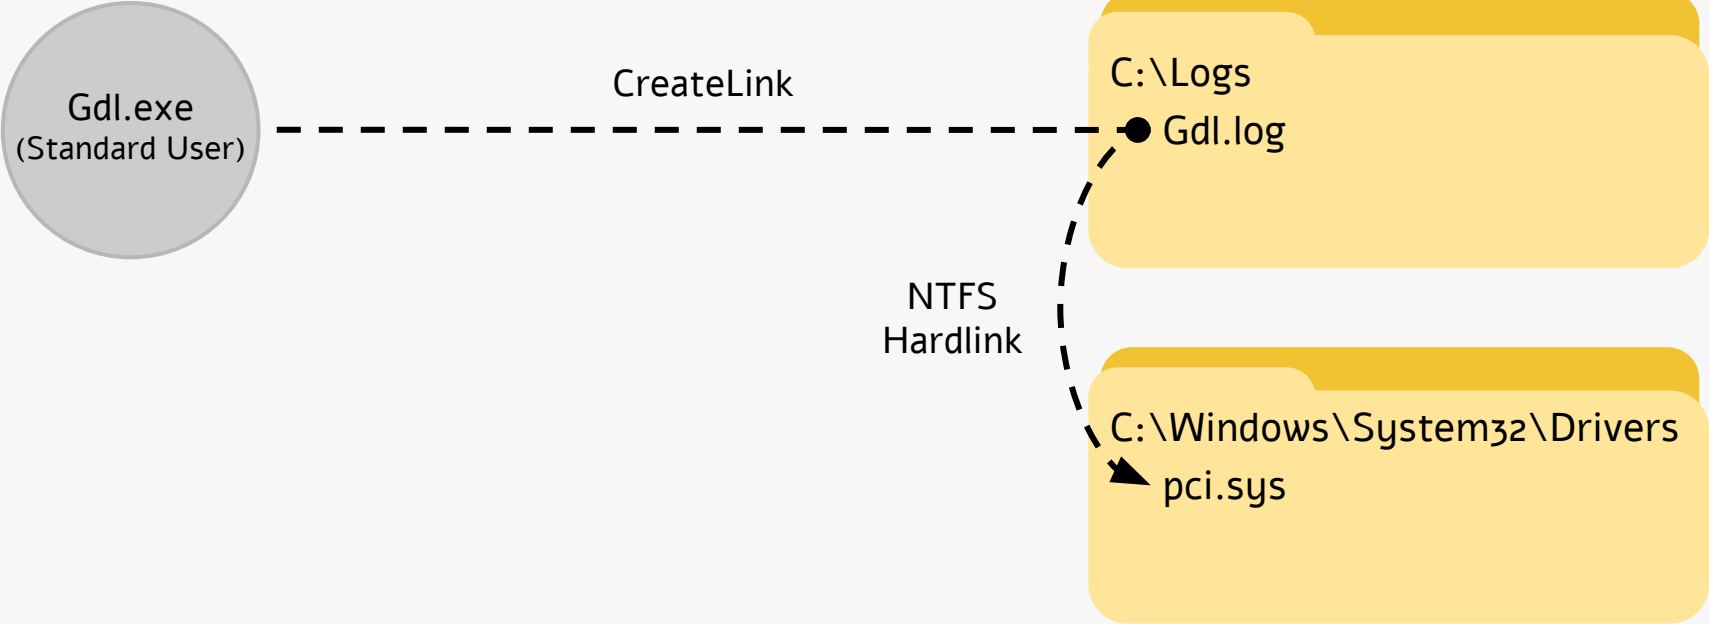 Gdl.exe
(Standard User)
CreateLink
C:\Logs
Gdl.log
NTFS
Hardlink
C:\Windows\System32\Drivers
pci.sys